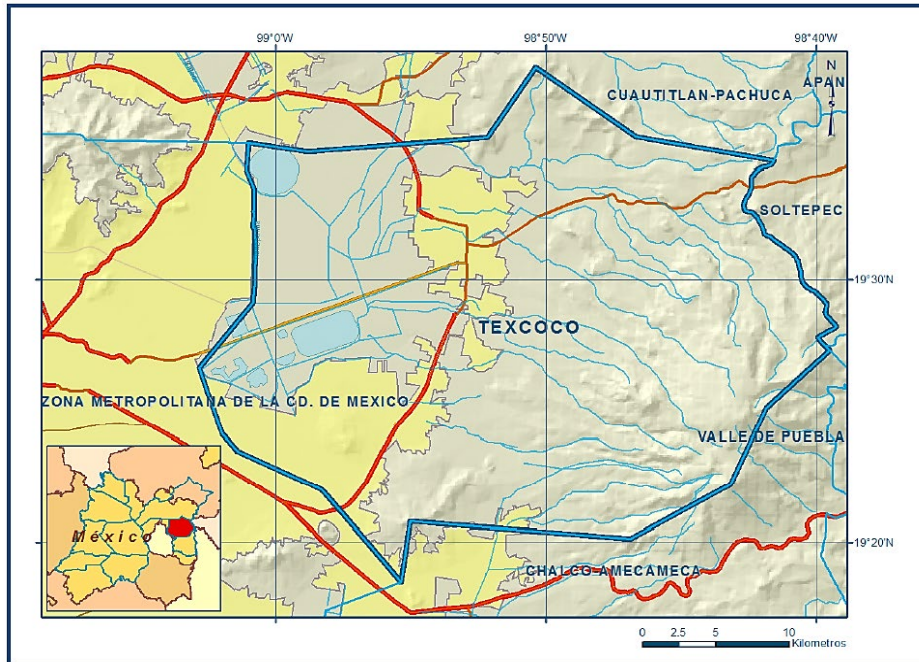 99°0'W
98°50'W
98°40'W
N
CUAUTITLAN-PACHUCA
APAN
SOLTEPEC
19°30'N
TEXCOCO
ZONA METROPOLITANA DE LA CD. DE MEXICO
VALLE DE PUEBLA
México
19°20'N
CHALCO-AMECAMECA
0 2.5 5 10
Kilometros